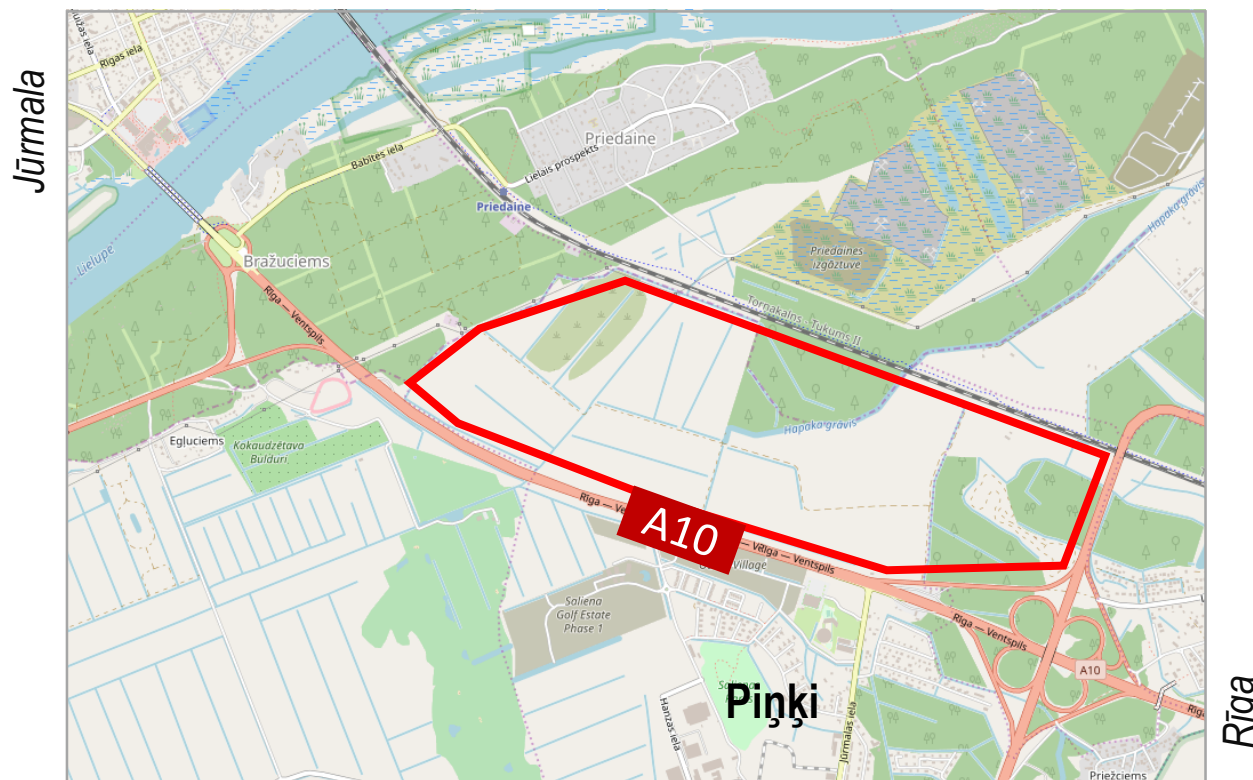 Jūrmala
Rīgas iela
Babītes iela
Priedaine
Lielais prospekts
Priedaine
Hapaka grāvis
Lielupe
Bražuciems
Priedaines
izgāztuve
Rīga — Ventspils
Torņakalns - Tukums II
Hapaka grāvis
Egļuciems
Kokaudzētava
Bulduri
A10
Rīga — Ventspils
Village
Saliena
Golf Estate
Phase 1
Rīga — Ventspils
A10
Piņķi
Hanzas iela
Jūrmalas iela
Priežciems
Rīga